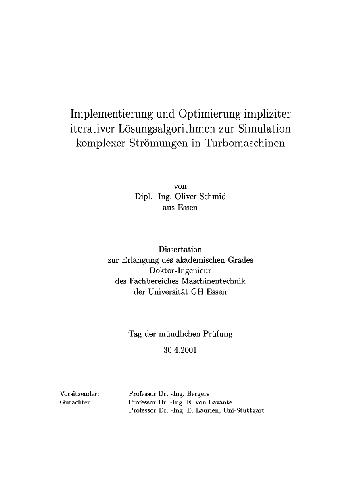 Implementierung und Optimierung impliziter
iterativer Lösungsalgorithmen zur Simulation
komplexer Strömungen in Turbomaschinen
von
Dipl.-Ing. Oliver Schmid
aus Essen
Dissertation
zur Erlangung des akademischen Grades
Doktor-Ingenieur
des Fachbereiches Maschinentechnik
der Universität GH Essen
Tag der mündlichen Prüfung
30.4.2001
Vorsitzender: Professor Dr. -Ing. Bergers
Gutachter: Professor Dr. -Ing. E. von Lavante
Professor Dr. -Ing. E. Laurien, Uni-Stuttgart